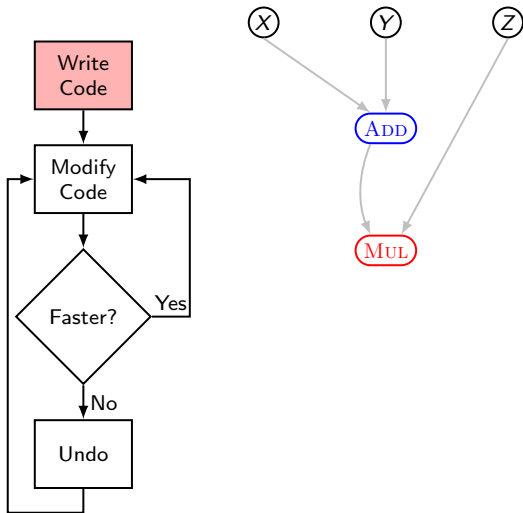 Write
Code
Modify
Code
Faster?
Yes
No
Undo
X
Y
Z
ADD
MUL